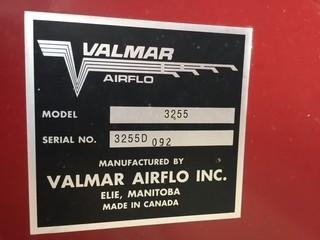 VALMAR
AIRFLO
MODEL 3255
SERIAL NO. 3255D 092
MANUFACTURED BY
VALMAR AIRFLO INC.
ELIE, MANITOBA
MADE IN CANADA